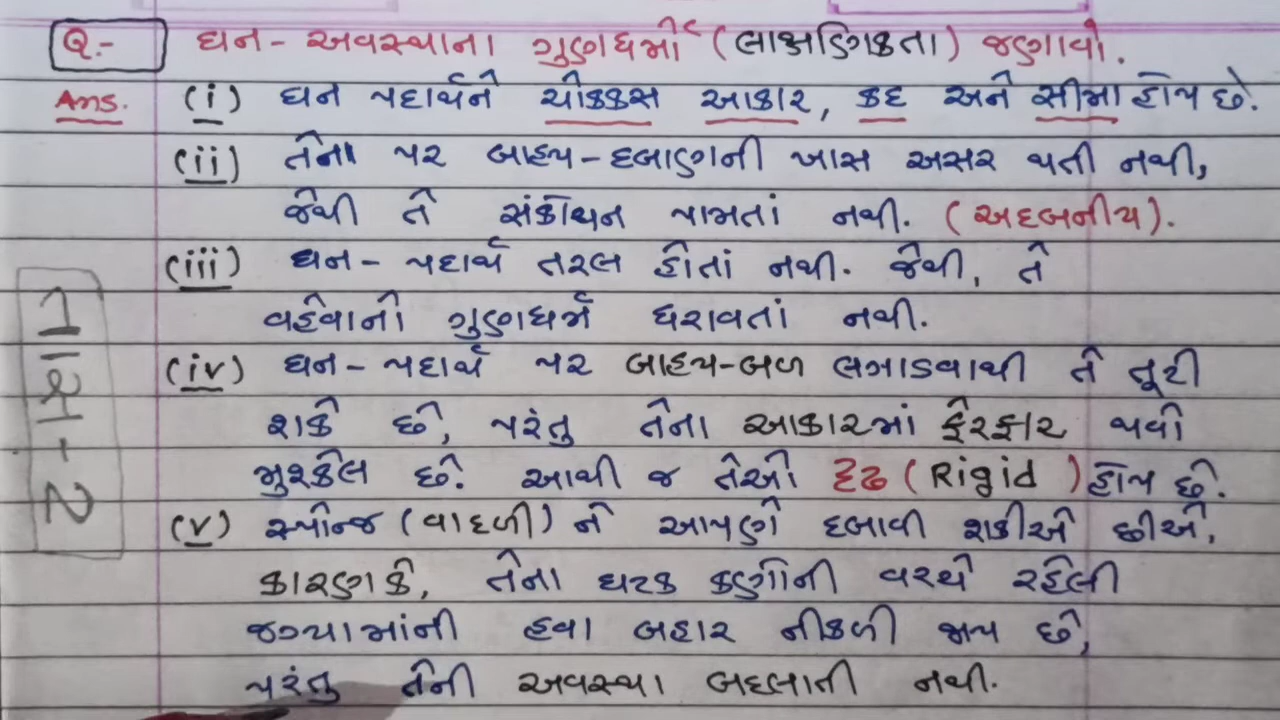 Q.- ઘન - અવસ્થાના ગુણધર્મો (લાક્ષણિકતા) જણાવો.
Ans. (i) ઘન પદાર્થને ચોક્કસ આકાર, કદ અને સીમા હોય છે.
(ii) તેના પર બાહ્ય - દબાણની ખાસ અસર થતી નથી,
જેથી તે સંકોચન પામતાં નથી. (અદબનીય).
(iii) ઘન - પદાર્થ તરલ હોતાં નથી. જેથી, તે
વહેવાનો ગુણધર્મ ધરાવતાં નથી.
(iv) ઘન - પદાર્થ પર બાહ્ય-બળ લગાડવાથી તે તૂટી
શકે છે, પરંતુ તેના આકારમાં ફેરફાર થવો
મુશ્કેલ છે. આથી જ તેઓ દૃઢ (Rigid) હોય છે.
(v) સ્પોન્જ (વાદળી) ને આપણે દબાવી શકીએ છીએ,
કારણકે, તેના ઘટક કણોની વચ્ચે રહેલી
જગ્યામાંની હવા બહાર નીકળી જાય છે,
પરંતુ તેની અવસ્થા બદલાતી નથી.
પાઠ-2